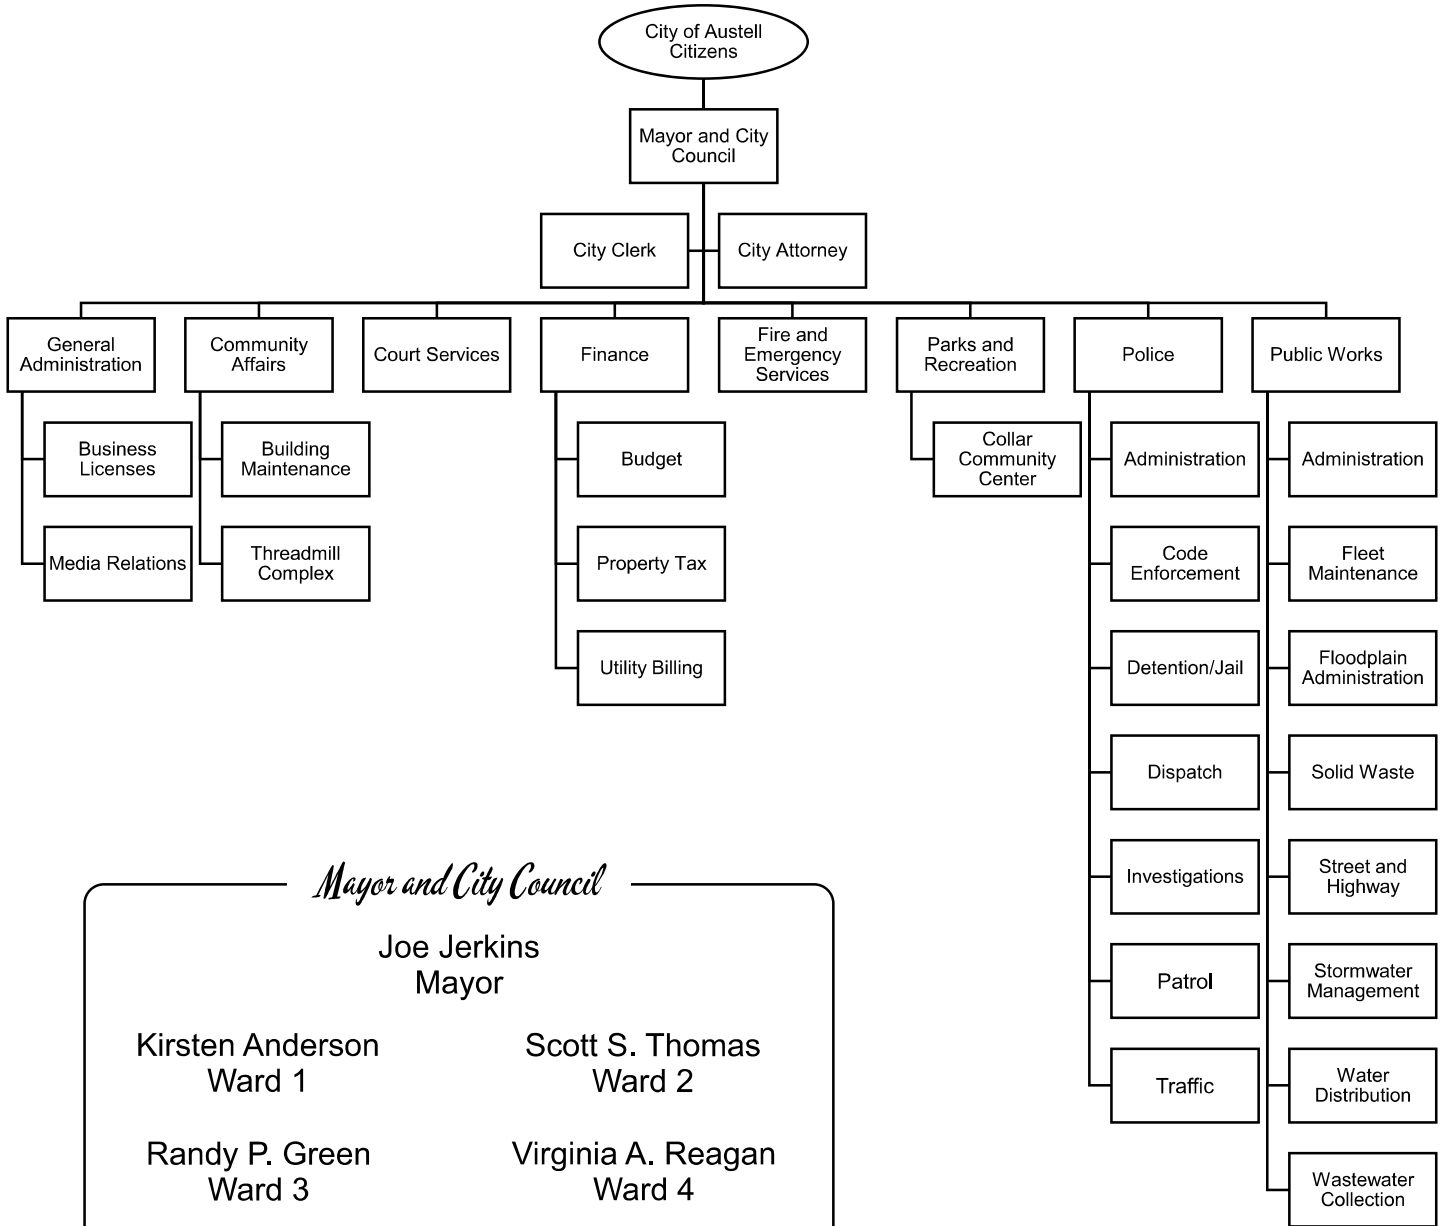 City of Austell
Citizens
Mayor and City
Council
City Clerk
City Attorney
General
Administration
Community
Affairs
Court Services
Finance
Fire and
Emergency
Services
Parks and
Recreation
Police
Public Works
Business
Licenses
Media Relations
Building
Maintenance
Threadmill
Complex
Budget
Property Tax
Utility Billing
Collar
Community
Center
Administration
Code
Enforcement
Detention/Jail
Dispatch
Investigations
Patrol
Traffic
Administration
Fleet
Maintenance
Floodplain
Administration
Solid Waste
Street and
Highway
Stormwater
Management
Water
Distribution
Wastewater
Collection
Mayor and City Council
Joe Jerkins
Mayor
Kirsten Anderson
Ward 1
Scott S. Thomas
Ward 2
Randy P. Green
Ward 3
Virginia A. Reagan
Ward 4